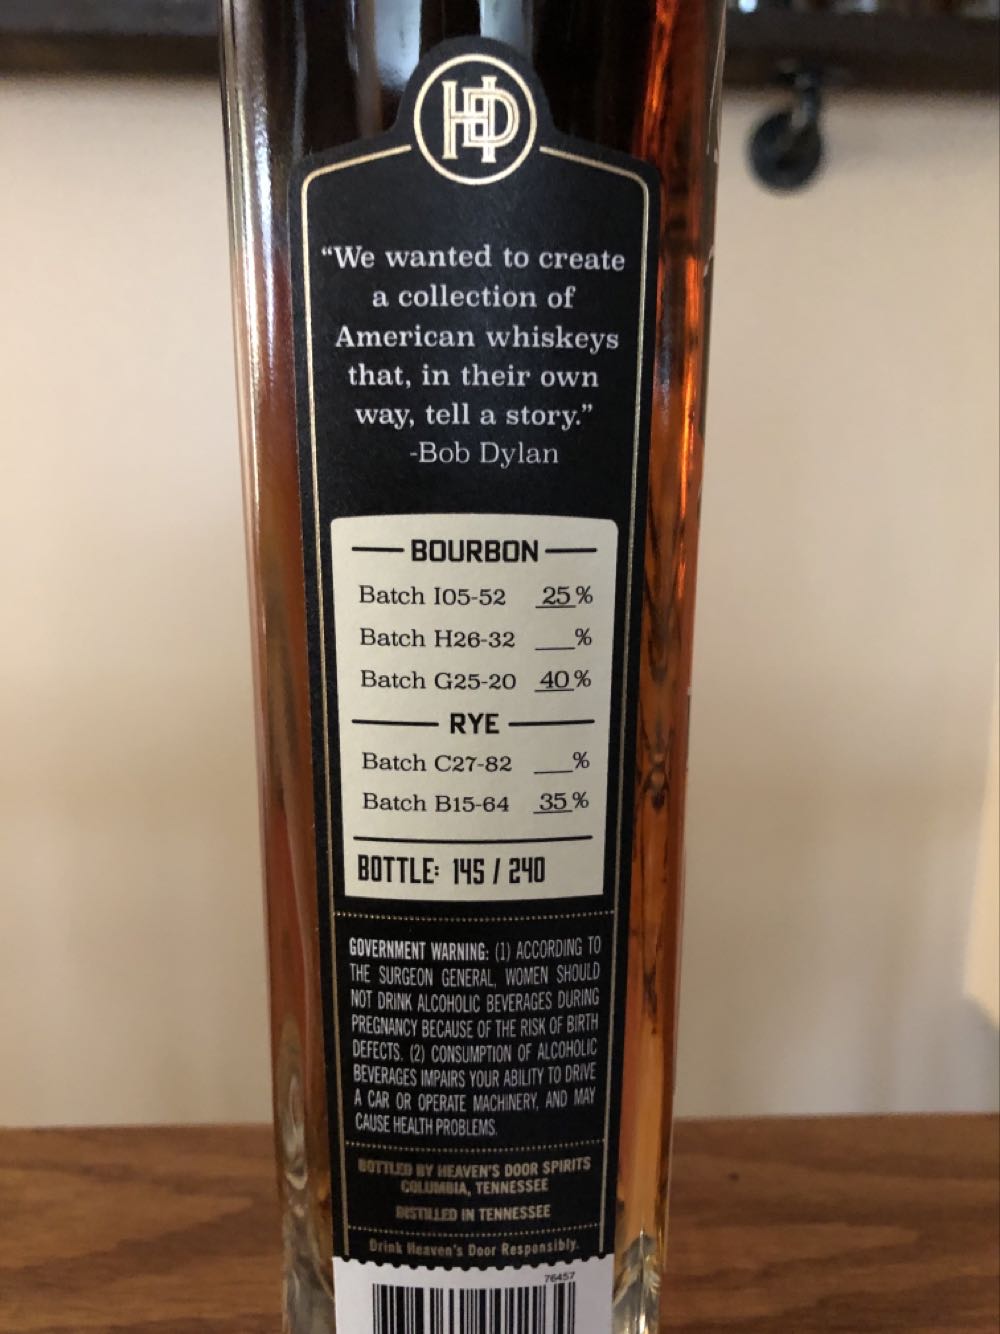 HD
“We wanted to create
a collection of
American whiskeys
that, in their own
way, tell a story.”
-Bob Dylan
BOURBON
Batch I05-52 25%
Batch H26-32 __%
Batch G25-20 40%
RYE
Batch C27-82 __%
Batch B15-64 35%
BOTTLE: 145 / 240
GOVERNMENT WARNING: (1) ACCORDING TO
THE SURGEON GENERAL, WOMEN SHOULD
NOT DRINK ALCOHOLIC BEVERAGES DURING
PREGNANCY BECAUSE OF THE RISK OF BIRTH
DEFECTS. (2) CONSUMPTION OF ALCOHOLIC
BEVERAGES IMPAIRS YOUR ABILITY TO DRIVE
A CAR OR OPERATE MACHINERY, AND MAY
CAUSE HEALTH PROBLEMS.
BOTTLED BY HEAVEN'S DOOR SPIRITS
COLUMBIA, TENNESSEE
DISTILLED IN TENNESSEE
Drink Heaven's Door Responsibly.
76457